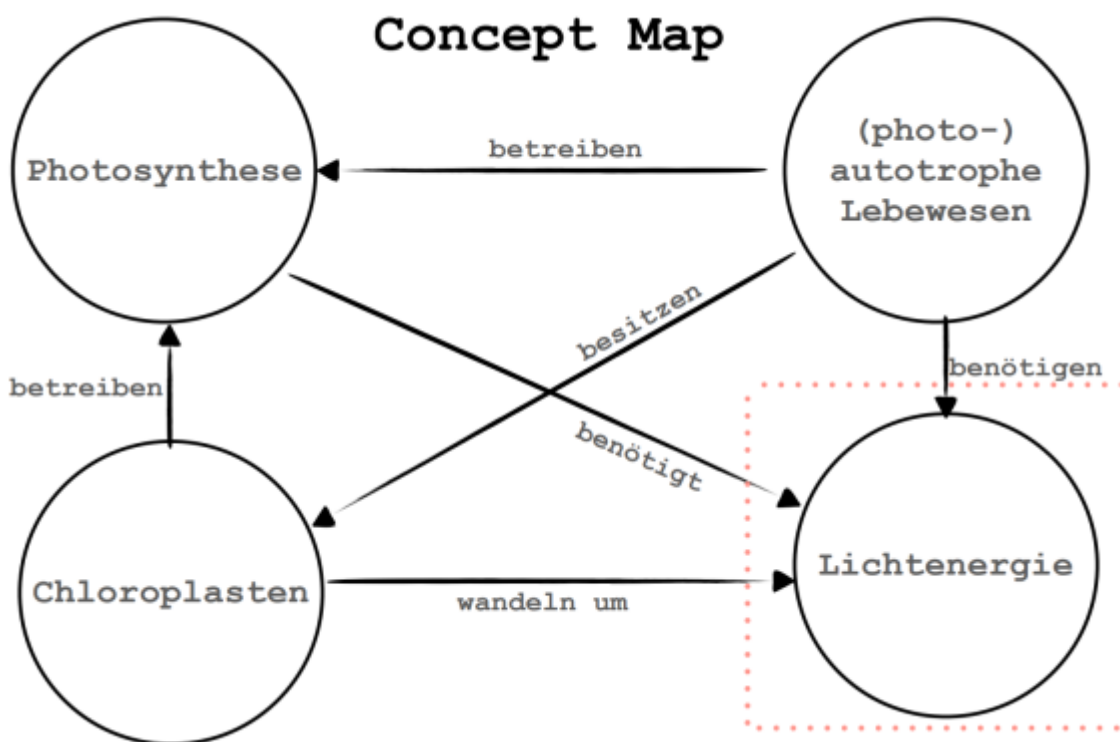 Concept Map
Photosynthese
betreiben
(photo-)
autotrophe
Lebewesen
besitzen
benötigen
betreiben
benötigt
Chloroplasten
wandeln um
Lichtenergie